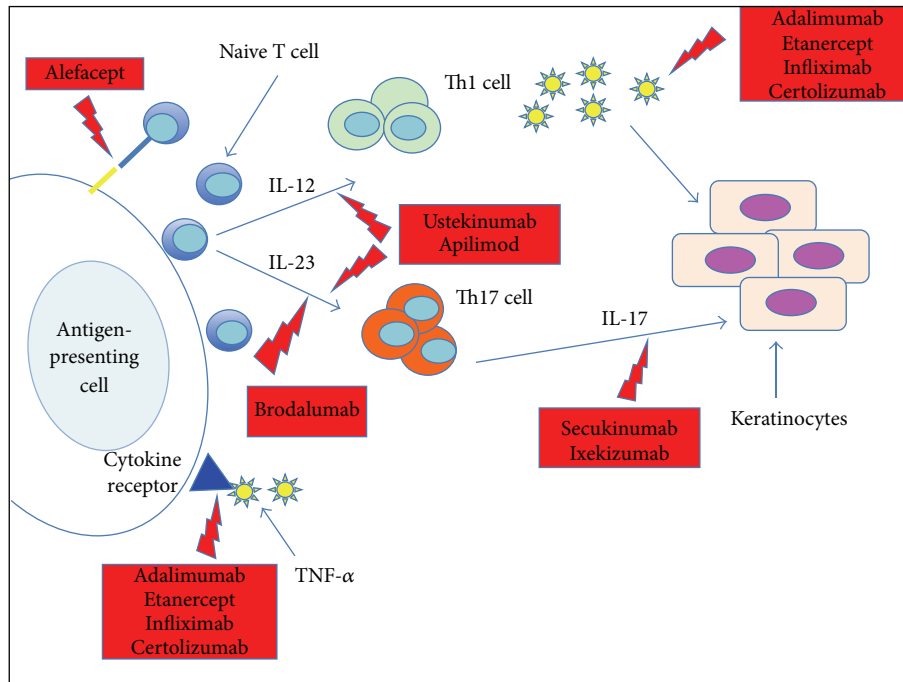 Alefacept
Naive T cell
Th1 cell
Adalimumab
Etanercept
Infliximab
Certolizumab
IL-12
Ustekinumab
Apilimod
IL-23
Th17 cell
IL-17
Antigen-
presenting
cell
Brodalumab
Secukinumab
Ixekizumab
Keratinocytes
Cytokine
receptor
TNF-α
Adalimumab
Etanercept
Infliximab
Certolizumab